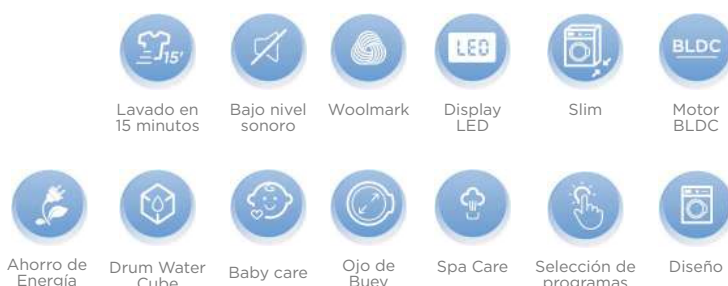 15'
LED
BLDC
Lavado en
15 minutos
Bajo nivel
sonoro
Woolmark
Display
LED
Slim
Motor
BLDC
Ahorro de
Energía
Drum Water
Cube
Baby care
Ojo de
Buey
Spa Care
Selección de
programas
Diseño